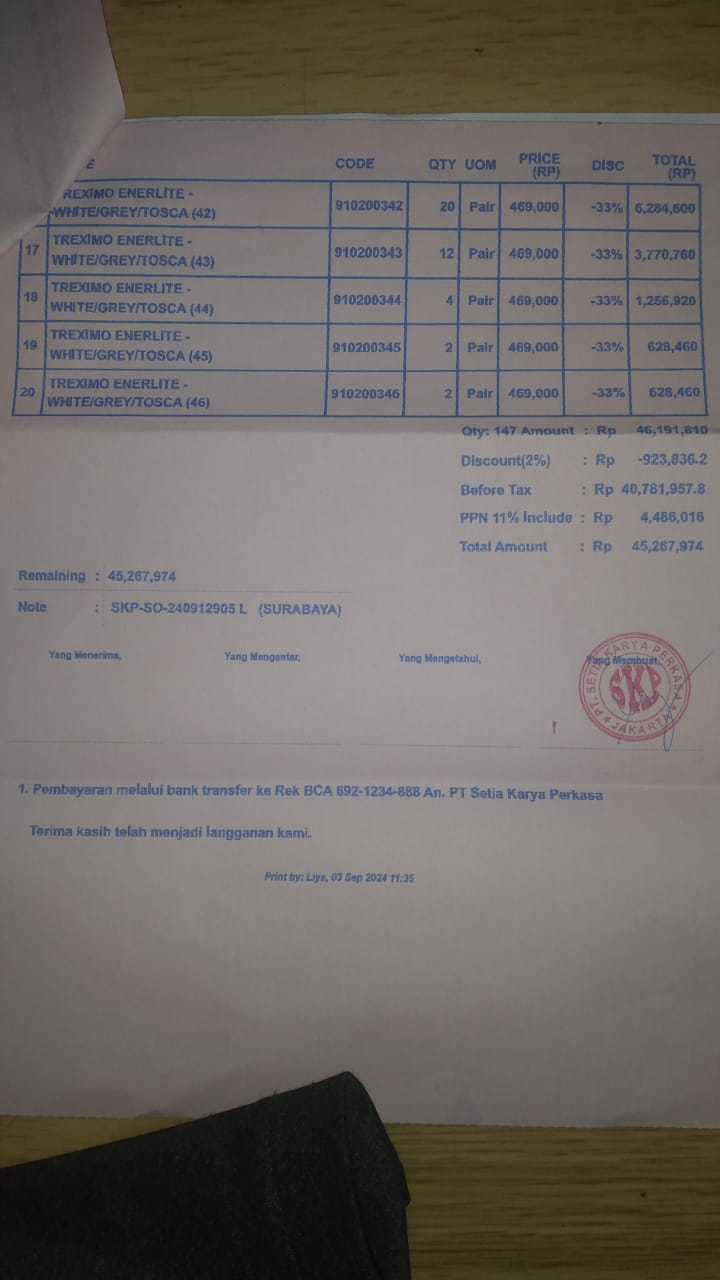 E CODE QTY UOM PRICE (RP) DISC TOTAL (RP)
TREXIMO ENERLITE -
WHITE/GREY/TOSCA (42) 910200342 20 Pair 469,000 -33% 6,284,600
17 TREXIMO ENERLITE -
WHITE/GREY/TOSCA (43) 910200343 12 Pair 469,000 -33% 3,770,760
18 TREXIMO ENERLITE -
WHITE/GREY/TOSCA (44) 910200344 4 Pair 469,000 -33% 1,256,920
19 TREXIMO ENERLITE -
WHITE/GREY/TOSCA (45) 910200345 2 Pair 469,000 -33% 628,460
20 TREXIMO ENERLITE -
WHITE/GREY/TOSCA (46) 910200346 2 Pair 469,000 -33% 628,460
Qty: 147 Amount : Rp 46,191,810
Discount(2%) : Rp -923,836.2
Before Tax : Rp 40,781,957.8
PPN 11% Include : Rp 4,486,016
Total Amount : Rp 45,267,974
Remaining : 45,267,974
Note : SKP-SO-240912905 L (SURABAYA)
Yang Menerima, Yang Mengantar, Yang Mengetahui, Yang Membuat,
PT. SETIA KARYA PERKASA
SKP
JAKARTA
1. Pembayaran melalui bank transfer ke Rek BCA 692-1234-888 An. PT Setia Karya Perkasa
Terima kasih telah menjadi langganan kami.
Print by: Liya, 03 Sep 2024 11:35